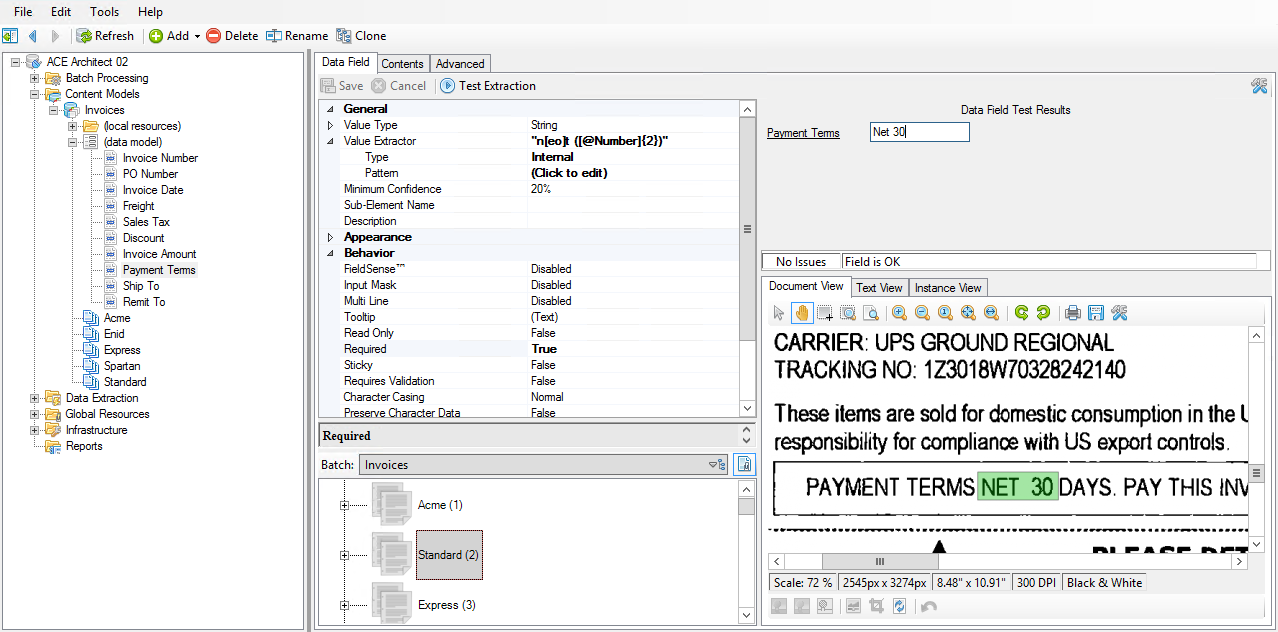 File Edit Tools Help
Refresh Add Delete Rename Clone
ACE Architect 02
Batch Processing
Content Models
Invoices
(local resources)
(data model)
Invoice Number
PO Number
Invoice Date
Freight
Sales Tax
Discount
Invoice Amount
Payment Terms
Ship To
Remit To
Acme
Enid
Express
Spartan
Standard
Data Extraction
Global Resources
Infrastructure
Reports
Data Field Contents Advanced
Save Cancel Test Extraction
General
Value Type String
Value Extractor "n[eo]t ([@Number]{2})"
Type Internal
Pattern (Click to edit)
Minimum Confidence 20%
Sub-Element Name
Description
Appearance
Behavior
FieldSense™ Disabled
Input Mask Disabled
Multi Line Disabled
Tooltip (Text)
Read Only False
Required True
Sticky False
Requires Validation False
Character Casing Normal
Preserve Character Data False
Required
Batch: Invoices
Acme (1)
Standard (2)
Express (3)
Data Field Test Results
Payment Terms Net 30
No Issues Field is OK
Document View Text View Instance View
CARRIER: UPS GROUND REGIONAL
TRACKING NO: 1Z3018W70328242140
These items are sold for domestic consumption in the U
responsibility for compliance with US export controls.
PAYMENT TERMS NET 30 DAYS. PAY THIS INV
PLEASE DET
Scale: 72 % 2545px x 3274px 8.48" x 10.91" 300 DPI Black & White